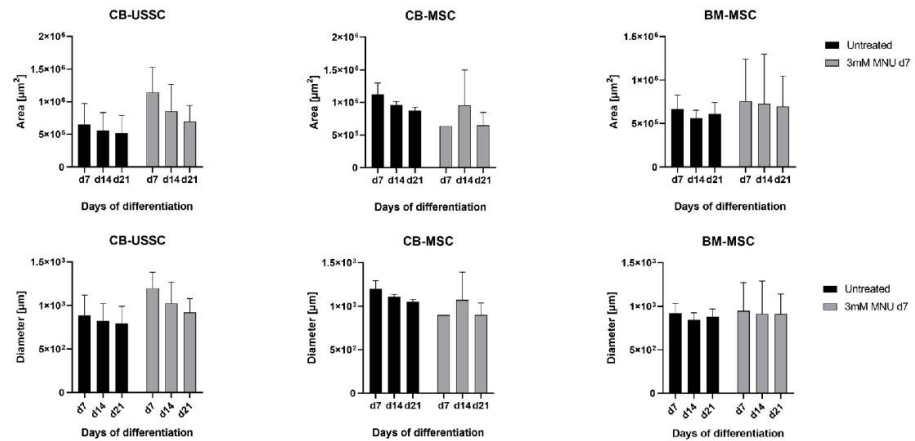 CB-USSC
CB-MSC
BM-MSC
2×10⁶
1.5×10⁶
1×10⁶
5×10⁵
0
Area [µm²]
d7 d14 d21 d7 d14 d21
Days of differentiation
2×10⁶
1.5×10⁶
1×10⁶
5×10⁵
0
Area [µm²]
d7 d14 d21 d7 d14 d21
Days of differentiation
1.5×10⁶
1×10⁶
5×10⁵
0
Area [µm²]
d7 d14 d21 d7 d14 d21
Days of differentiation
Untreated
3mM MNU d7
CB-USSC
CB-MSC
BM-MSC
1.5×10³
1×10³
5×10²
0
Diameter [µm]
d7 d14 d21 d7 d14 d21
Days of differentiation
1.5×10³
1×10³
5×10²
0
Diameter [µm]
d7 d14 d21 d7 d14 d21
Days of differentiation
1.5×10³
1×10³
5×10²
0
Diameter [µm]
d7 d14 d21 d7 d14 d21
Days of differentiation
Untreated
3mM MNU d7